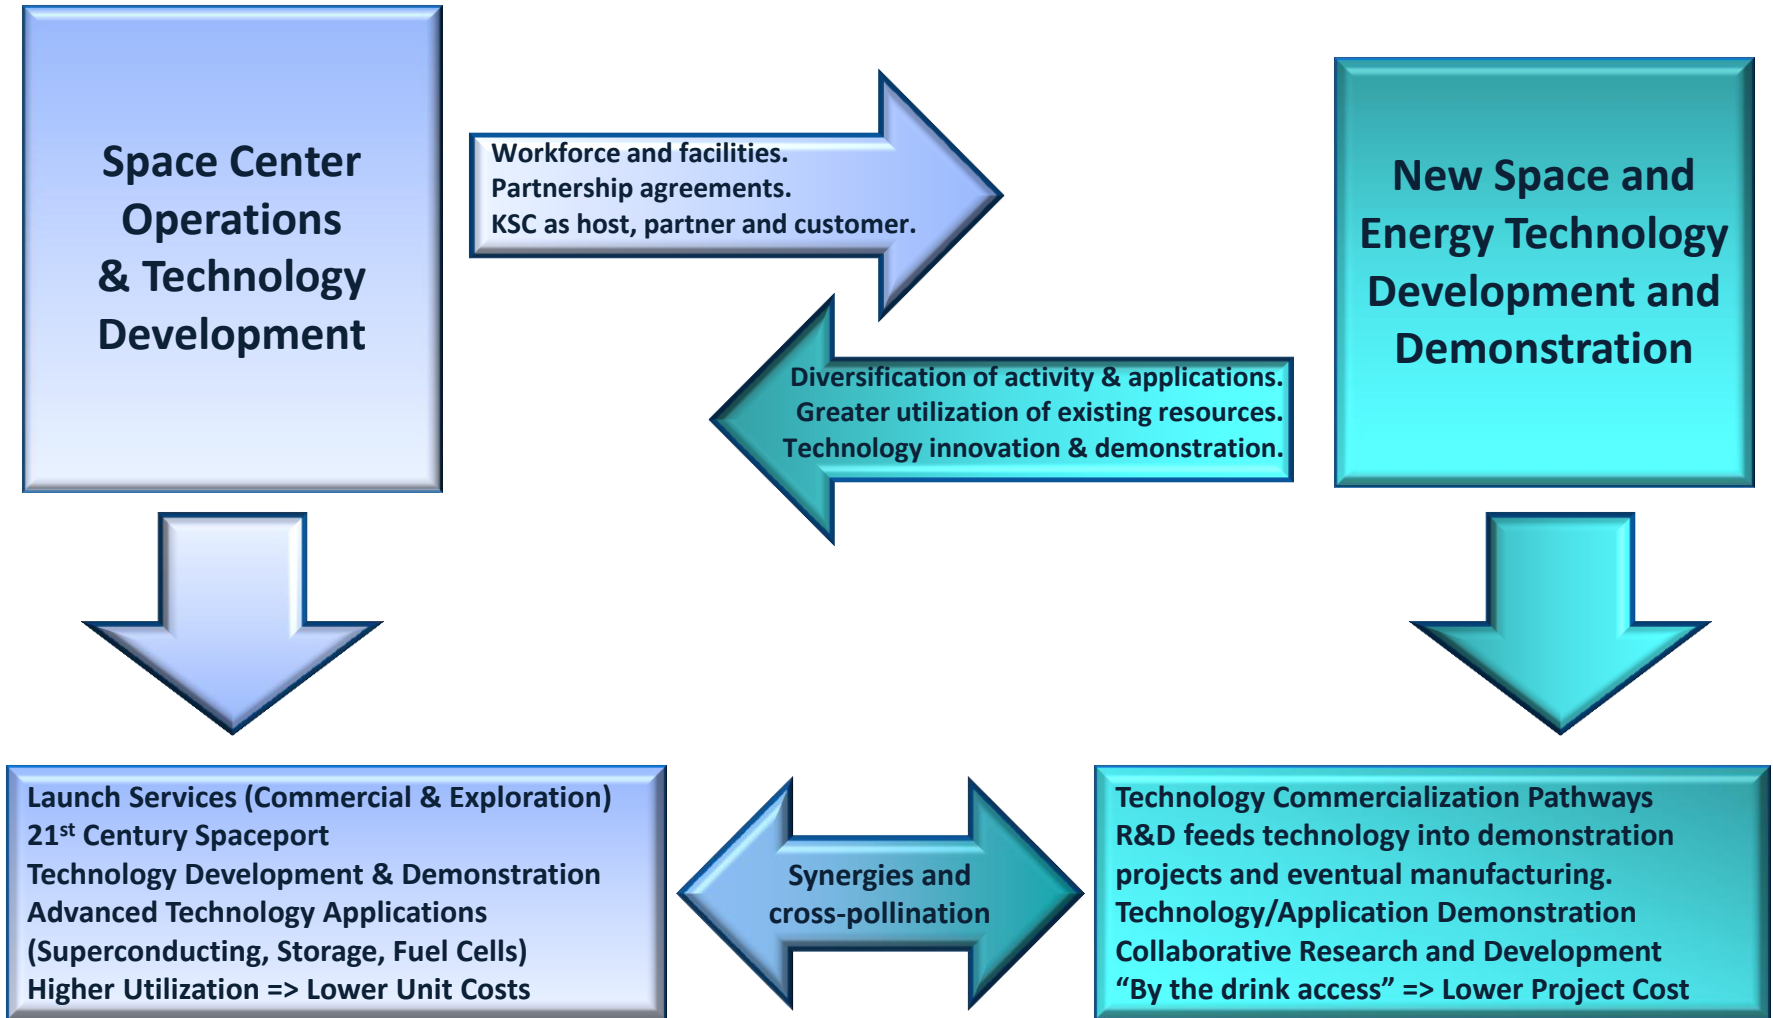 Space Center
Operations
& Technology
Development
Workforce and facilities.
Partnership agreements.
KSC as host, partner and customer.
New Space and
Energy Technology
Development and
Demonstration
Diversification of activity & applications.
Greater utilization of existing resources.
Technology innovation & demonstration.
Launch Services (Commercial & Exploration)
21st Century Spaceport
Technology Development & Demonstration
Advanced Technology Applications
(Superconducting, Storage, Fuel Cells)
Higher Utilization => Lower Unit Costs
Synergies and
cross-pollination
Technology Commercialization Pathways
R&D feeds technology into demonstration
projects and eventual manufacturing.
Technology/Application Demonstration
Collaborative Research and Development
“By the drink access” => Lower Project Cost